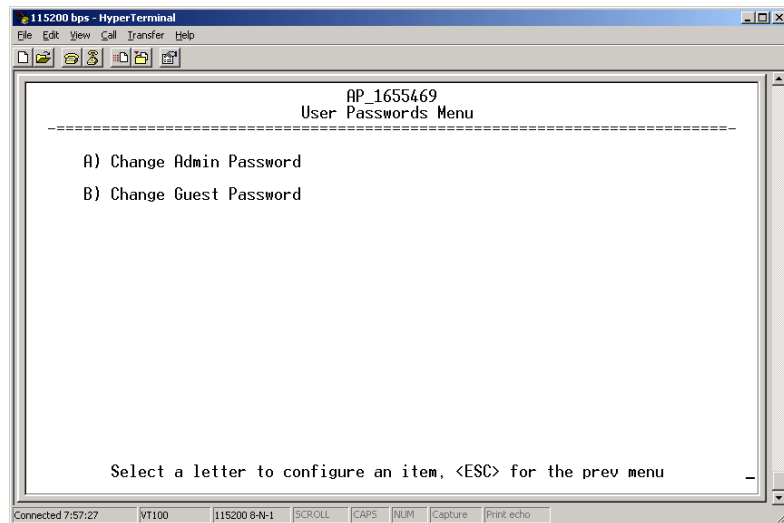 115200 bps - HyperTerminal
File Edit View Call Transfer Help
AP_1655469
User Passwords Menu
-==========================================================================-
A) Change Admin Password
B) Change Guest Password
Select a letter to configure an item, <ESC> for the prev menu
Connected 7:57:27 VT100 115200 8-N-1 SCROLL CAPS NUM Capture Print echo